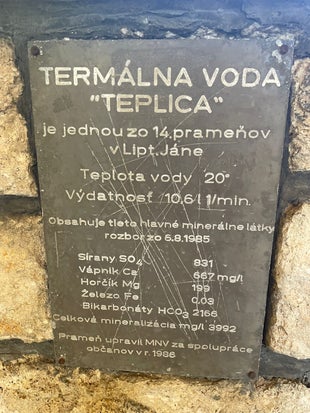 TERMÁLNA VODA
"TEPLICA"
je jednou zo 14. prameňov
v Lipt. Jáne
Teplota vody 20°
Výdatnosť 10,6 l 1/min.
Obsahuje tieto hlavné minerálne látky
rozbor zo 6.8.1985
Sírany SO4 831
Vápnik Ca 667 mg/l
Horčík Mg 199
Železo Fe 0.03
Bikarbonáty HCO3 2166
Celková mineralizácia mg/l 3992
Prameň upravil MNV za spolupráce
občanov v r. 1986